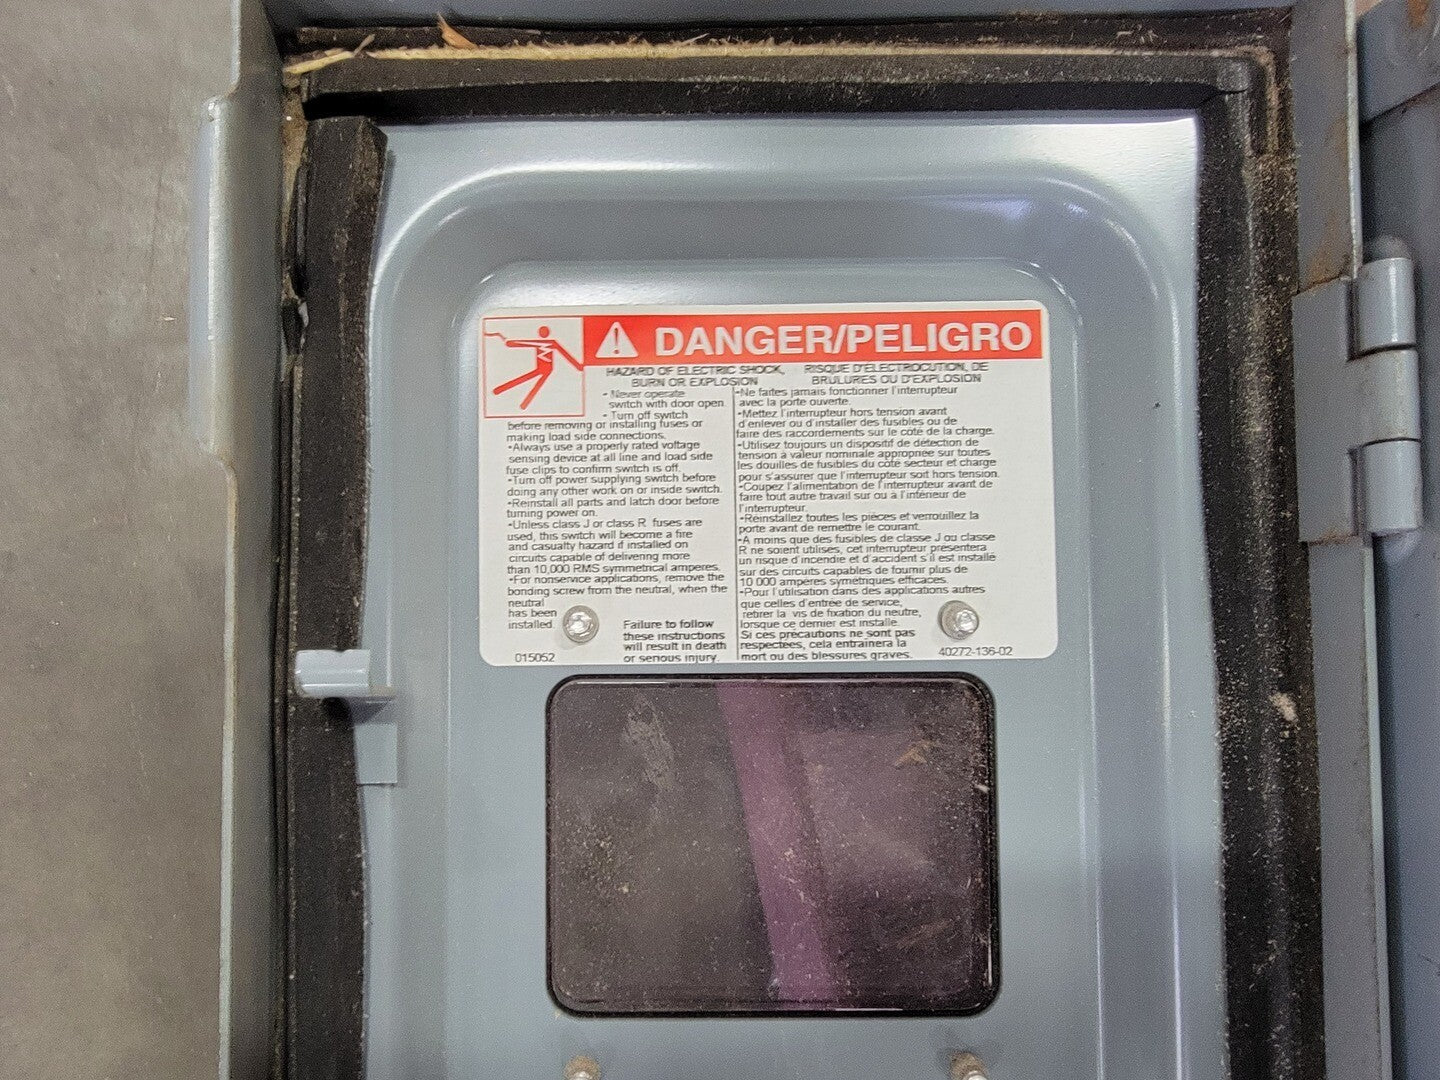 DANGER/PELIGRO
HAZARD OF ELECTRIC SHOCK,
BURN OR EXPLOSION
• Never operate
switch with door open.
• Turn off switch
before removing or installing fuses or
making load side connections.
•Always use a properly rated voltage
sensing device at all line and load side
fuse clips to confirm switch is off.
•Turn off power supplying switch before
doing any other work on or inside switch.
•Reinstall all parts and latch door before
turning power on.
•Unless class J or class R fuses are
used, this switch will become a fire
and casualty hazard if installed on
circuits capable of delivering more
than 10,000 RMS symmetrical amperes.
•For nonservice applications, remove the
bonding screw from the neutral, when the
neutral
has been
installed.
Failure to follow
these instructions
will result in death
or serious injury.
015052
RISQUE D'ELECTROCUTION, DE
BRULURES OU D'EXPLOSION
•Ne faites jamais fonctionner l'interrupteur
avec la porte ouverte.
•Mettez l'interrupteur hors tension avant
d'enlever ou d'installer des fusibles ou de
faire des raccordements sur le côté de la charge.
•Utilisez toujours un dispositif de détection de
tension à valeur nominale appropriée sur toutes
les douilles de fusibles du côté secteur et charge
pour s'assurer que l'interrupteur soit hors tension.
•Coupez l'alimentation de l'interrupteur avant de
faire tout autre travail sur ou à l'intérieur de
l'interrupteur.
•Réinstallez toutes les pièces et verrouillez la
porte avant de remettre le courant.
•A moins que des fusibles de classe J ou classe
R ne soient utilisés, cet interrupteur présentera
un risque d'incendie et d'accident s'il est installé
sur des circuits capables de fournir plus de
10 000 ampères symétriques efficaces.
•Pour l'utilisation dans des applications autres
que celles d'entrée de service,
retirer la vis de fixation du neutre,
lorsque ce dernier est installé.
Si ces précautions ne sont pas
respectées, cela entraînera la
mort ou des blessures graves.
40272-136-02